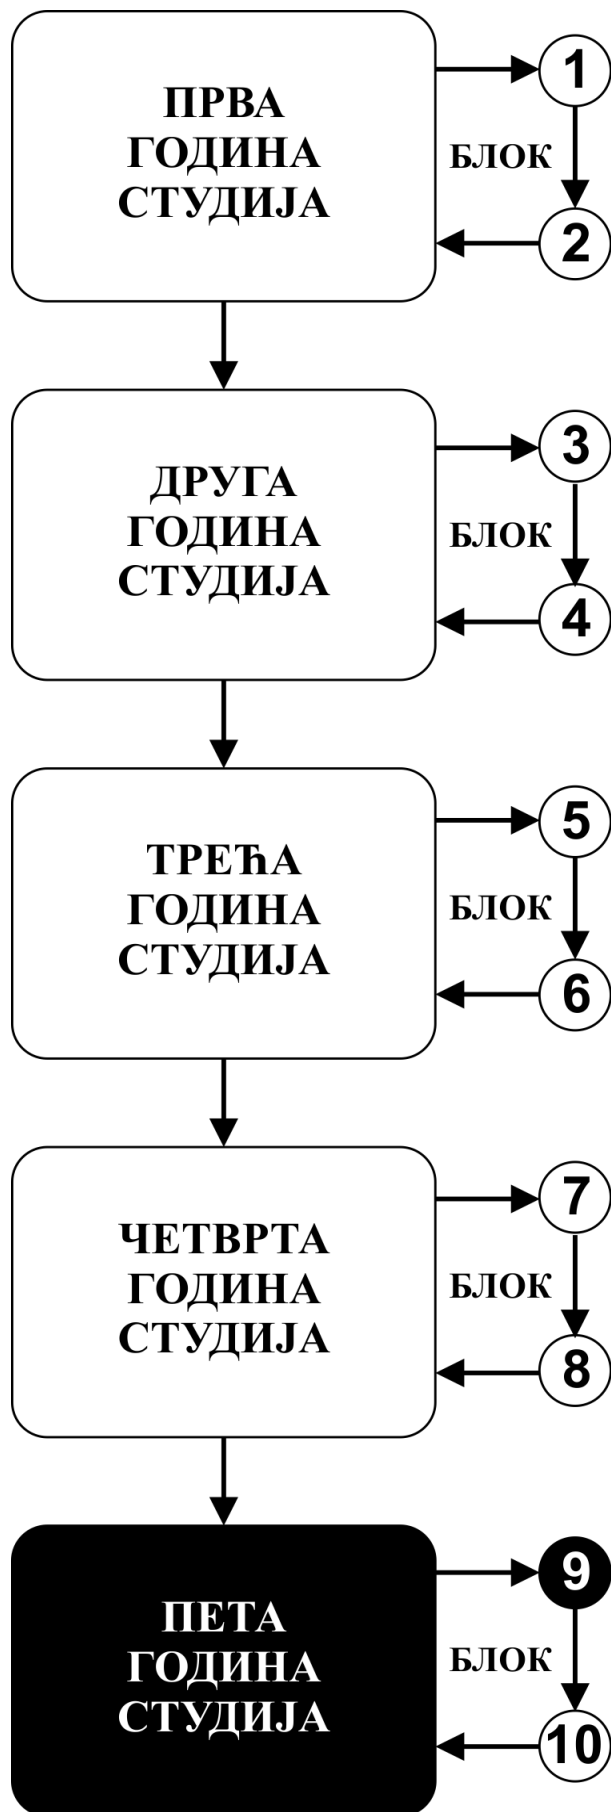 ПРВА
ГОДИНА
СТУДИЈА
1
БЛОК
2
ДРУГА
ГОДИНА
СТУДИЈА
3
БЛОК
4
ТРЕЋА
ГОДИНА
СТУДИЈА
5
БЛОК
6
ЧЕТВРТА
ГОДИНА
СТУДИЈА
7
БЛОК
8
ПЕТА
ГОДИНА
СТУДИЈА
9
БЛОК
10